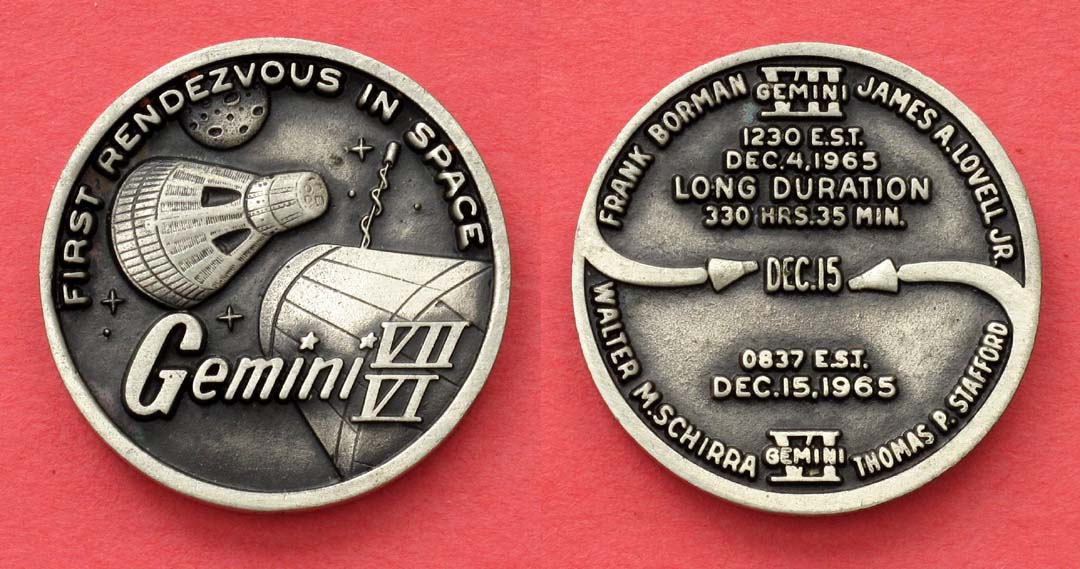 FIRST RENDEZVOUS IN SPACE
Gemini VII
VI
VII
GEMINI
FRANK BORMAN
JAMES A. LOVELL JR.
1230 E.S.T.
DEC. 4, 1965
LONG DURATION
330 HRS. 35 MIN.
DEC. 15
0837 E.S.T.
DEC. 15, 1965
WALTER M. SCHIRRA
THOMAS P. STAFFORD
VI
GEMINI